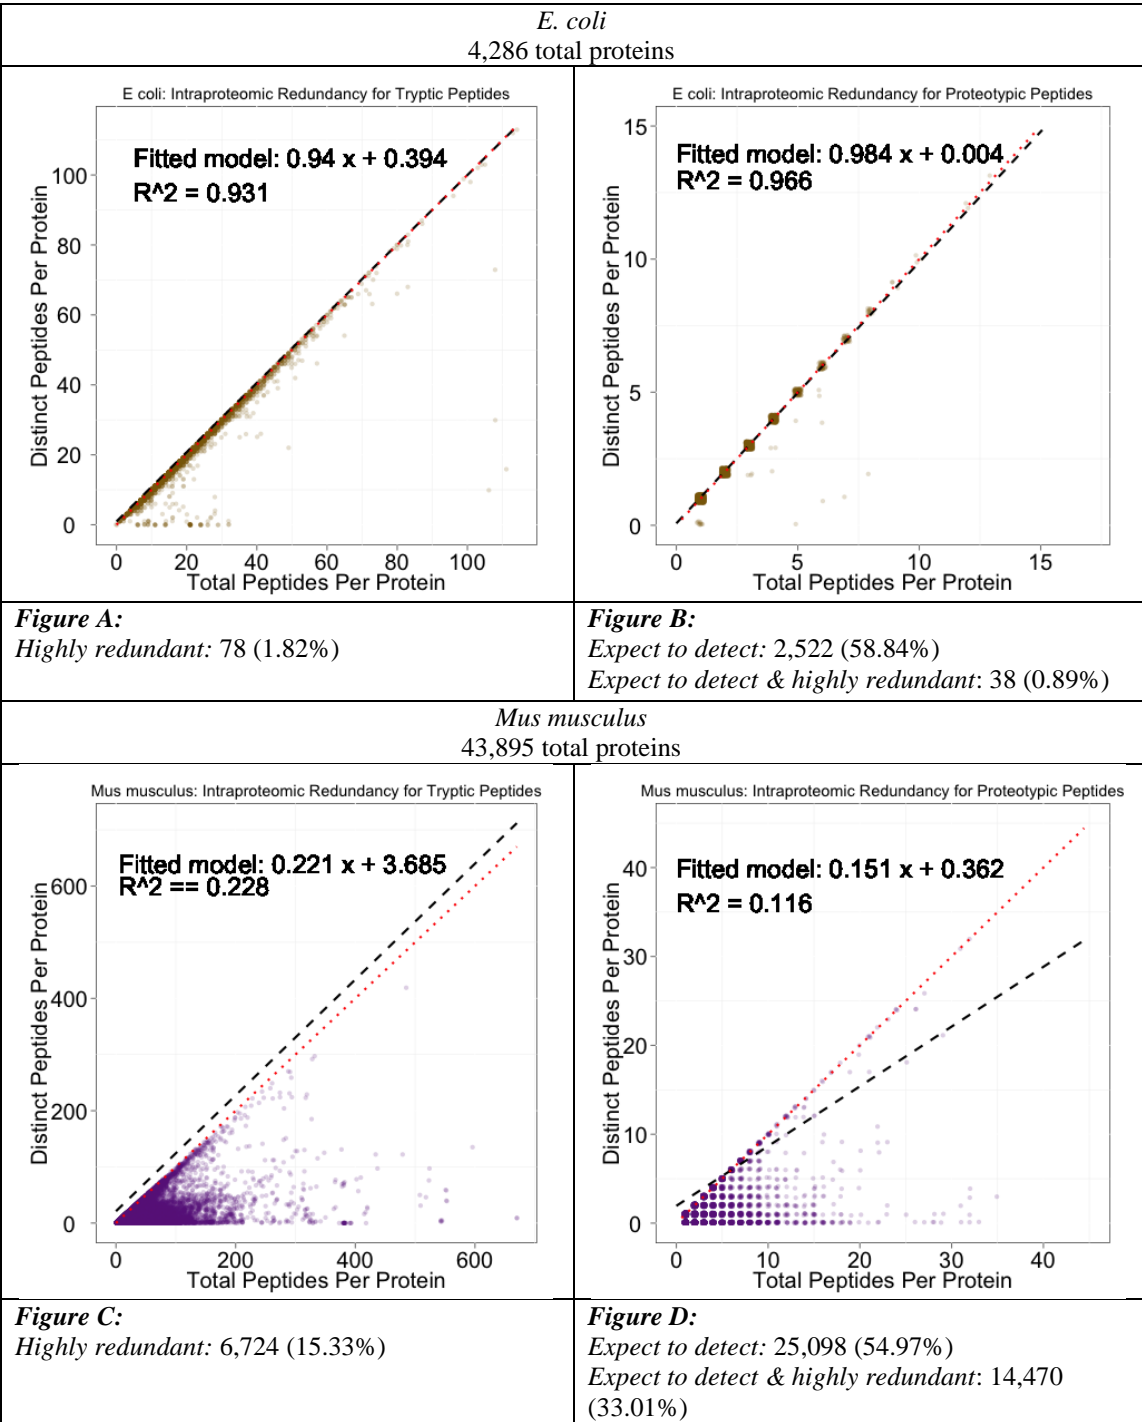 E. coli
4,286 total proteins
E coli: Intraproteomic Redundancy for Tryptic Peptides
Fitted model: 0.94 x + 0.394
R^2 = 0.931
Distinct Peptides Per Protein
100
80
60
40
20
0
0 20 40 60 80 100
Total Peptides Per Protein
E coli: Intraproteomic Redundancy for Proteotypic Peptides
Fitted model: 0.984 x + 0.004
R^2 = 0.966
Distinct Peptides Per Protein
15
10
5
0
0 5 10 15
Total Peptides Per Protein
Figure A:
Highly redundant: 78 (1.82%)
Figure B:
Expect to detect: 2,522 (58.84%)
Expect to detect & highly redundant: 38 (0.89%)
Mus musculus
43,895 total proteins
Mus musculus: Intraproteomic Redundancy for Tryptic Peptides
Fitted model: 0.221 x + 3.685
R^2 == 0.228
Distinct Peptides Per Protein
600
400
200
0
0 200 400 600
Total Peptides Per Protein
Mus musculus: Intraproteomic Redundancy for Proteotypic Peptides
Fitted model: 0.151 x + 0.362
R^2 = 0.116
Distinct Peptides Per Protein
40
30
20
10
0
0 10 20 30 40
Total Peptides Per Protein
Figure C:
Highly redundant: 6,724 (15.33%)
Figure D:
Expect to detect: 25,098 (54.97%)
Expect to detect & highly redundant: 14,470
(33.01%)